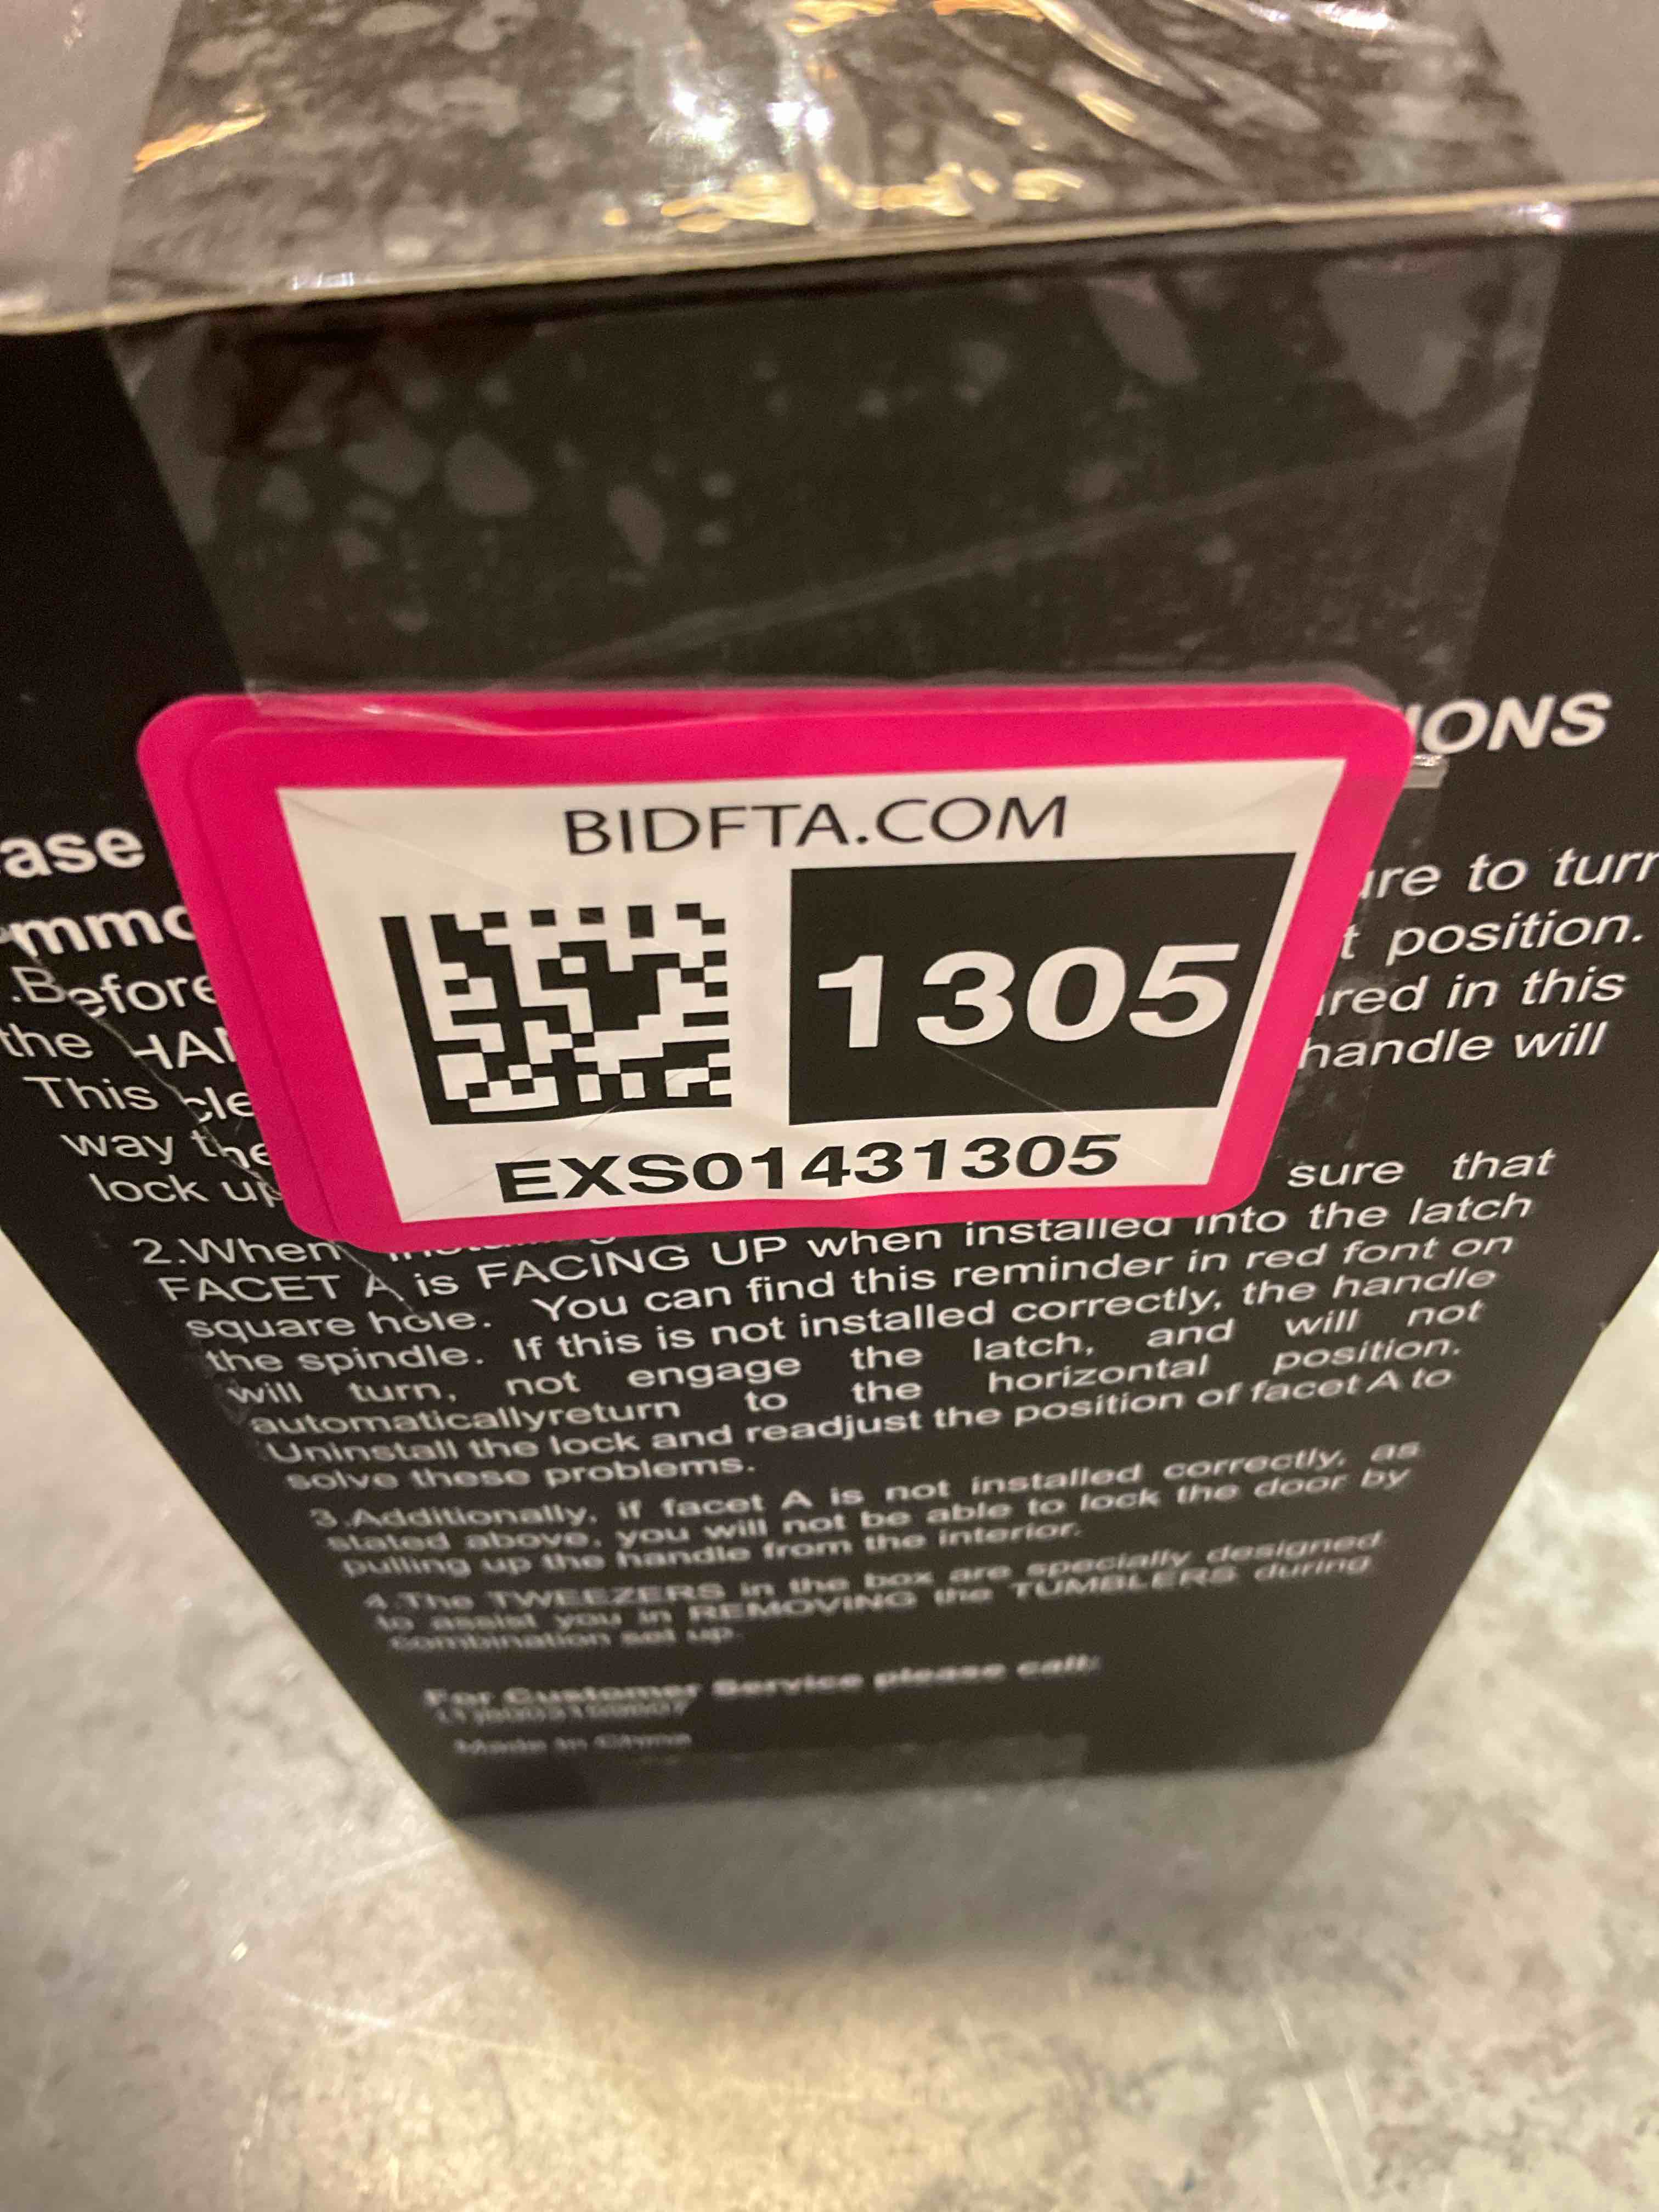 IONS
BIDFTA.COM
1305
EXS01431305
ase
ure to turr
mmo
t position.
.Before
ired in this
the HAI
handle will
This cle
way the
lock up
sure that
2.When installing
FACET A is FACING UP when installed into the latch
square hole. You can find this reminder in red font on
the spindle. If this is not installed correctly, the handle
will turn, not engage the latch, and will not
automaticallyreturn to the horizontal position.
Uninstall the lock and readjust the position of facet A to
solve these problems.
3.Additionally, if facet A is not installed correctly, as
stated above, you will not be able to lock the door by
pulling up the handle from the interior.
4.The TWEEZERS in the box are specially designed
to assist you in REMOVING the TUMBLERS during
combination set up.
For Customer Service please call:
Made in China